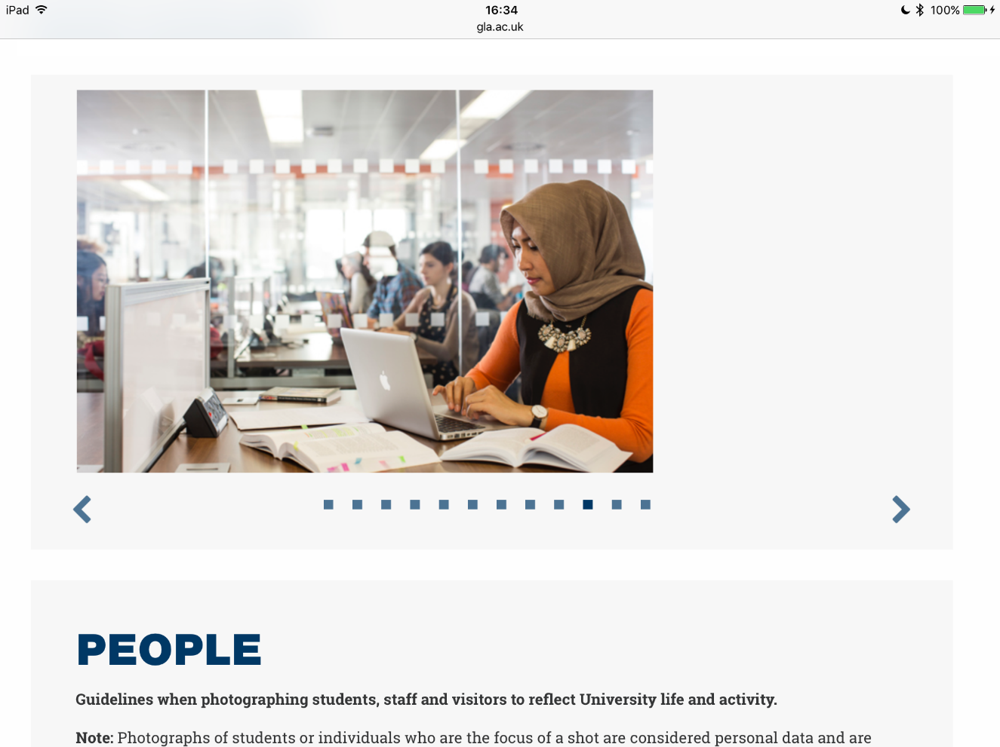 iPad 16:34 100%
gla.ac.uk
PEOPLE
Guidelines when photographing students, staff and visitors to reflect University life and activity.
Note: Photographs of students or individuals who are the focus of a shot are considered personal data and are